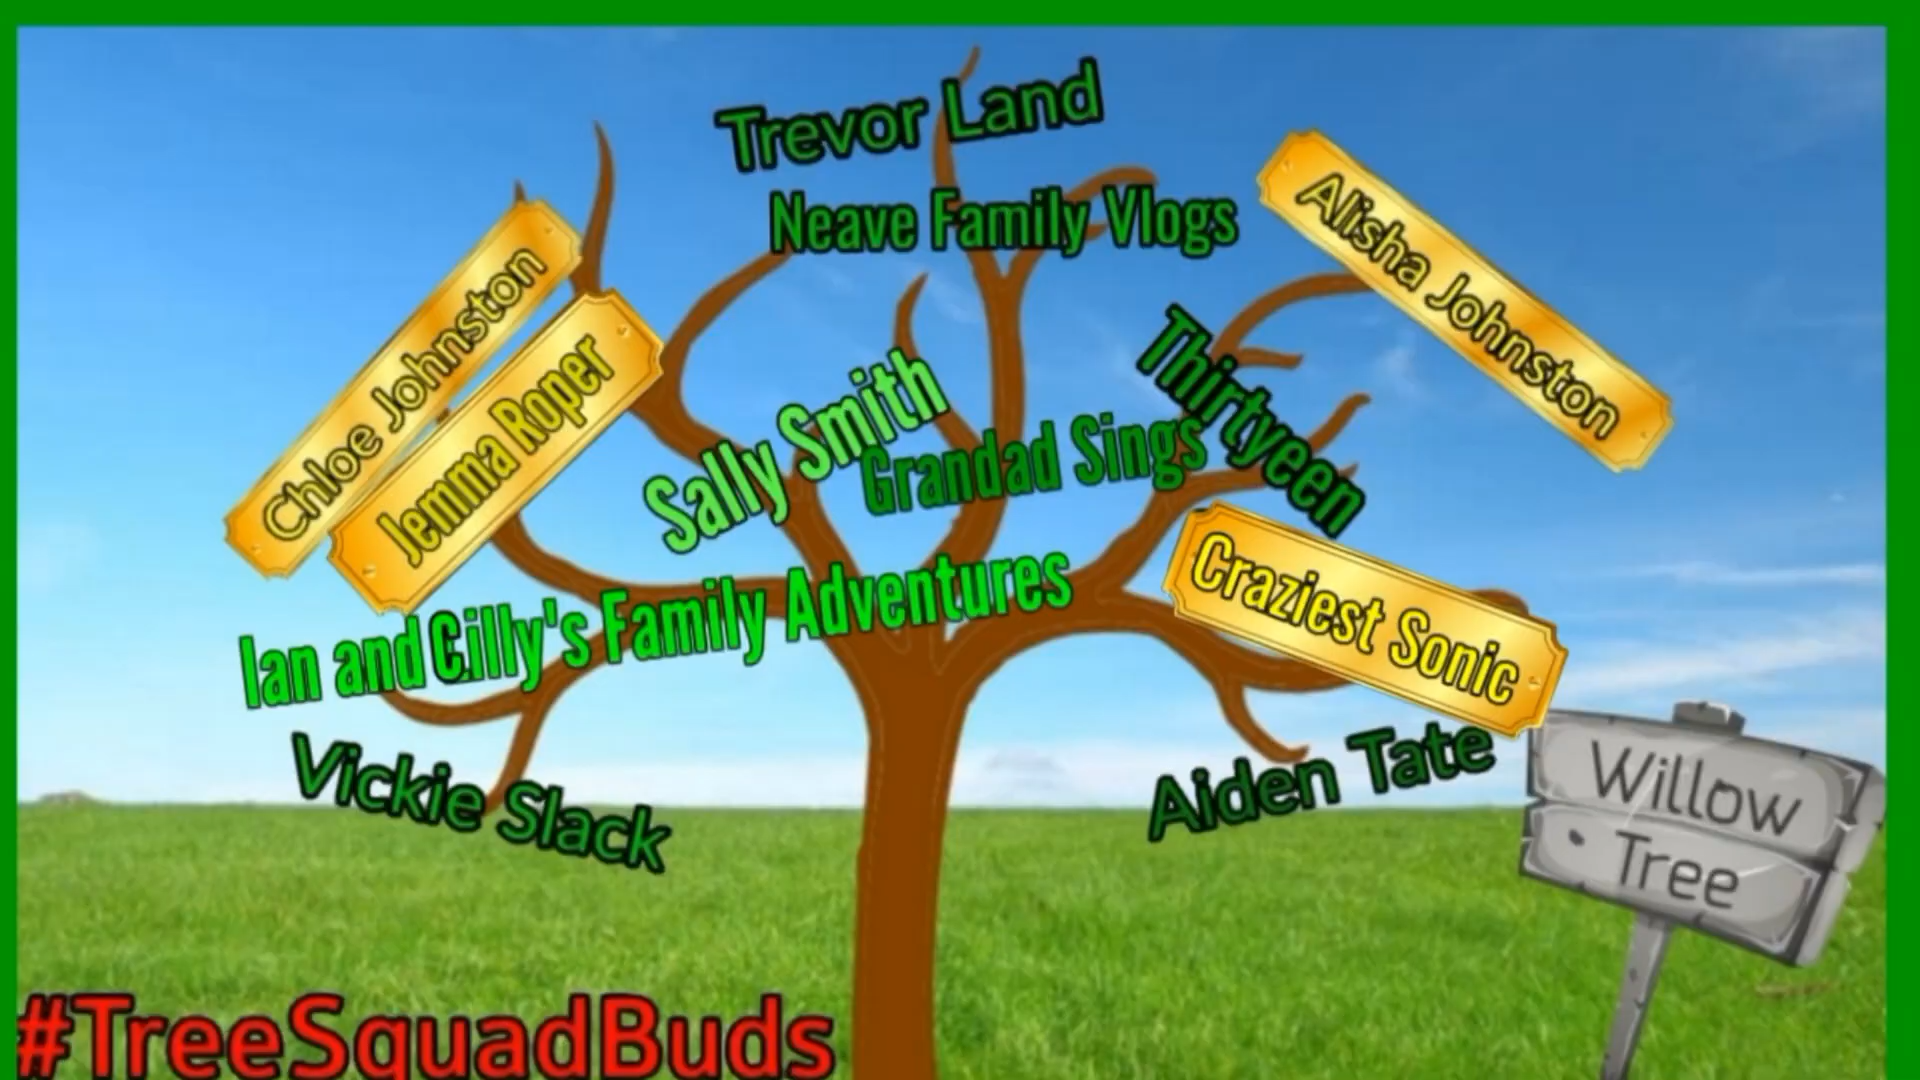 Trevor Land
Neave Family Vlogs
Alisha Johnston
Chloe Johnston
Jemma Roper
Thirtyeen
Sally Smith
Grandad Sings
Craziest Sonic
Ian and Cilly's Family Adventures
Vickie Slack
Aiden Tate
Willow
Tree
#TreeSquadBuds